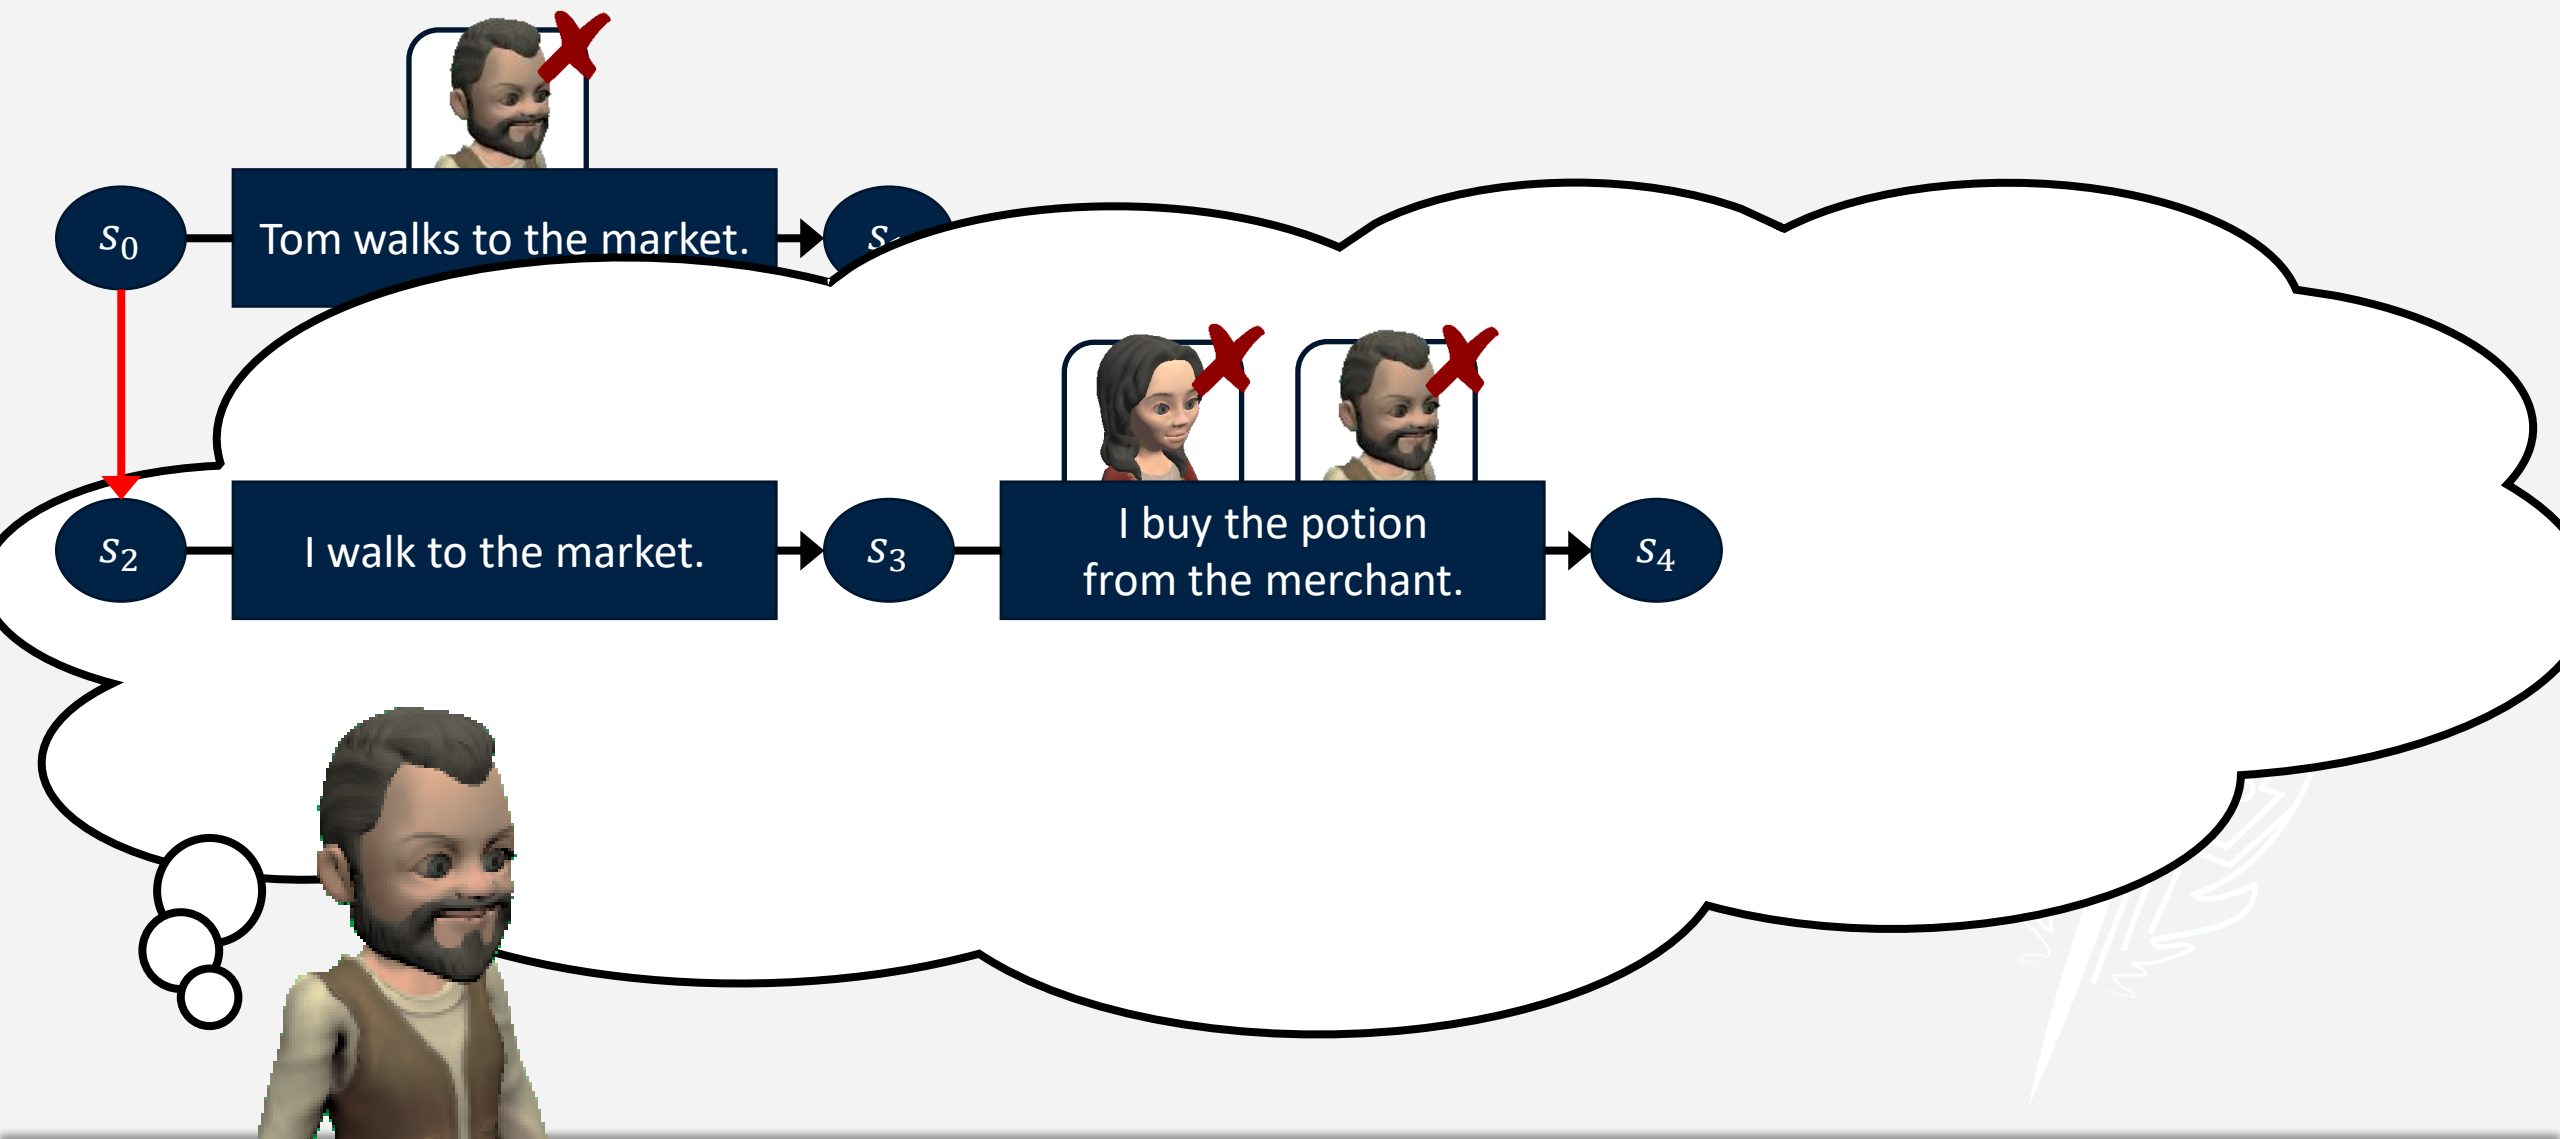 s0
Tom walks to the market.
s2
I walk to the market.
s3
I buy the potion
from the merchant.
s4